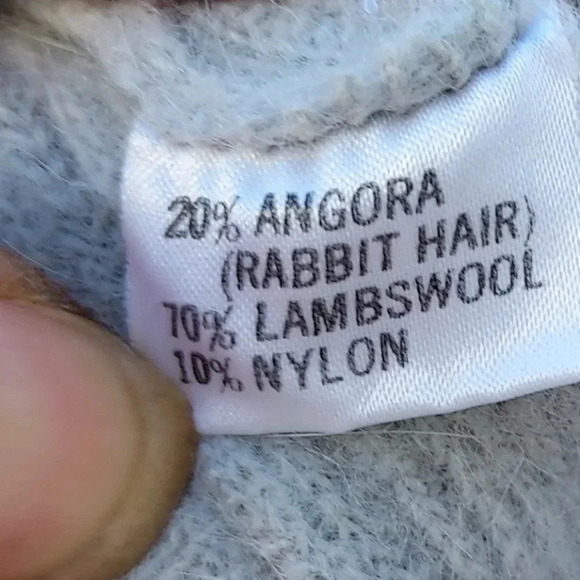 20% ANGORA
(RABBIT HAIR)
70% LAMBSWOOL
10% NYLON